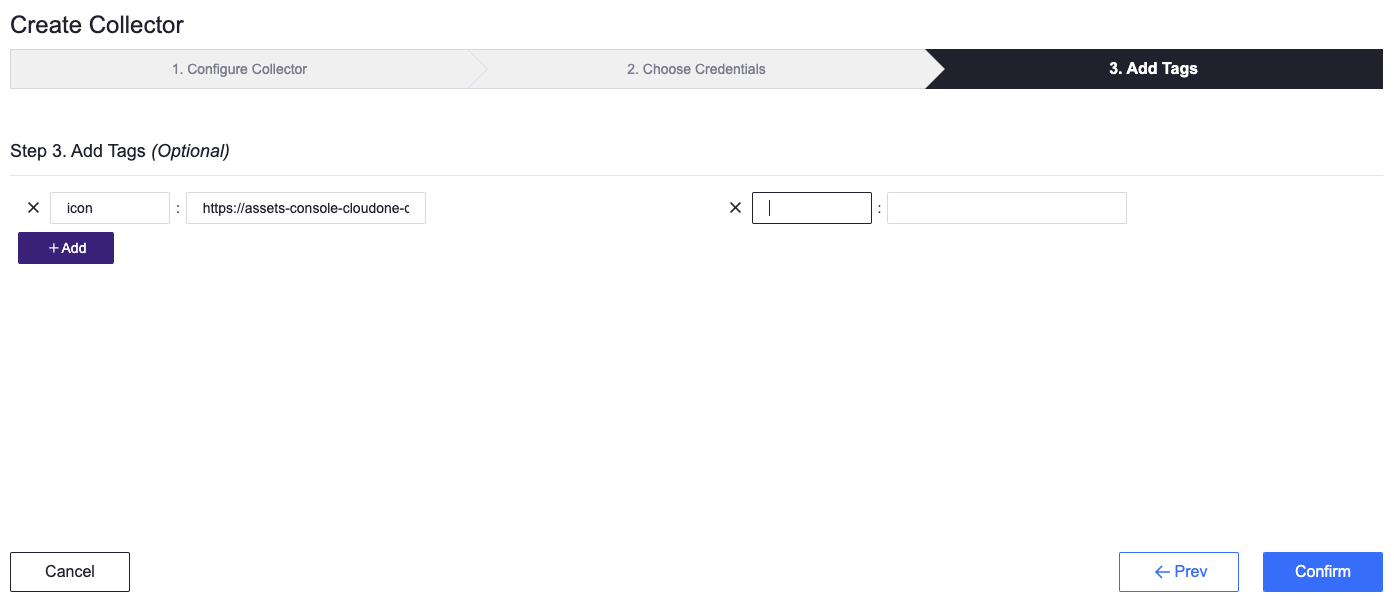 Create Collector
1. Configure Collector
2. Choose Credentials
3. Add Tags
Step 3. Add Tags (Optional)
icon : https://assets-console-cloudone-c :
+ Add
Cancel
← Prev
Confirm